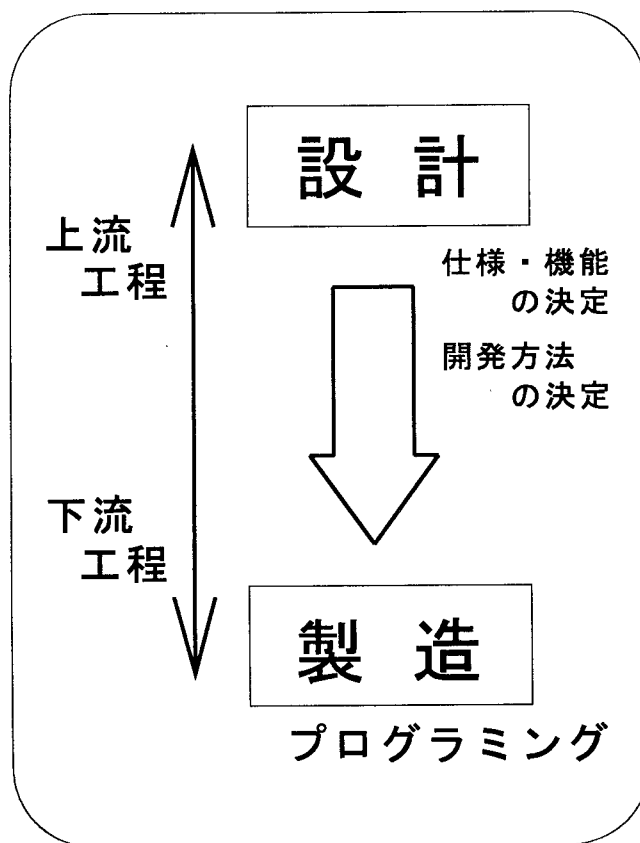 設計
上流
工程
仕様・機能
の決定
開発方法
の決定
下流
工程
製造
プログラミング